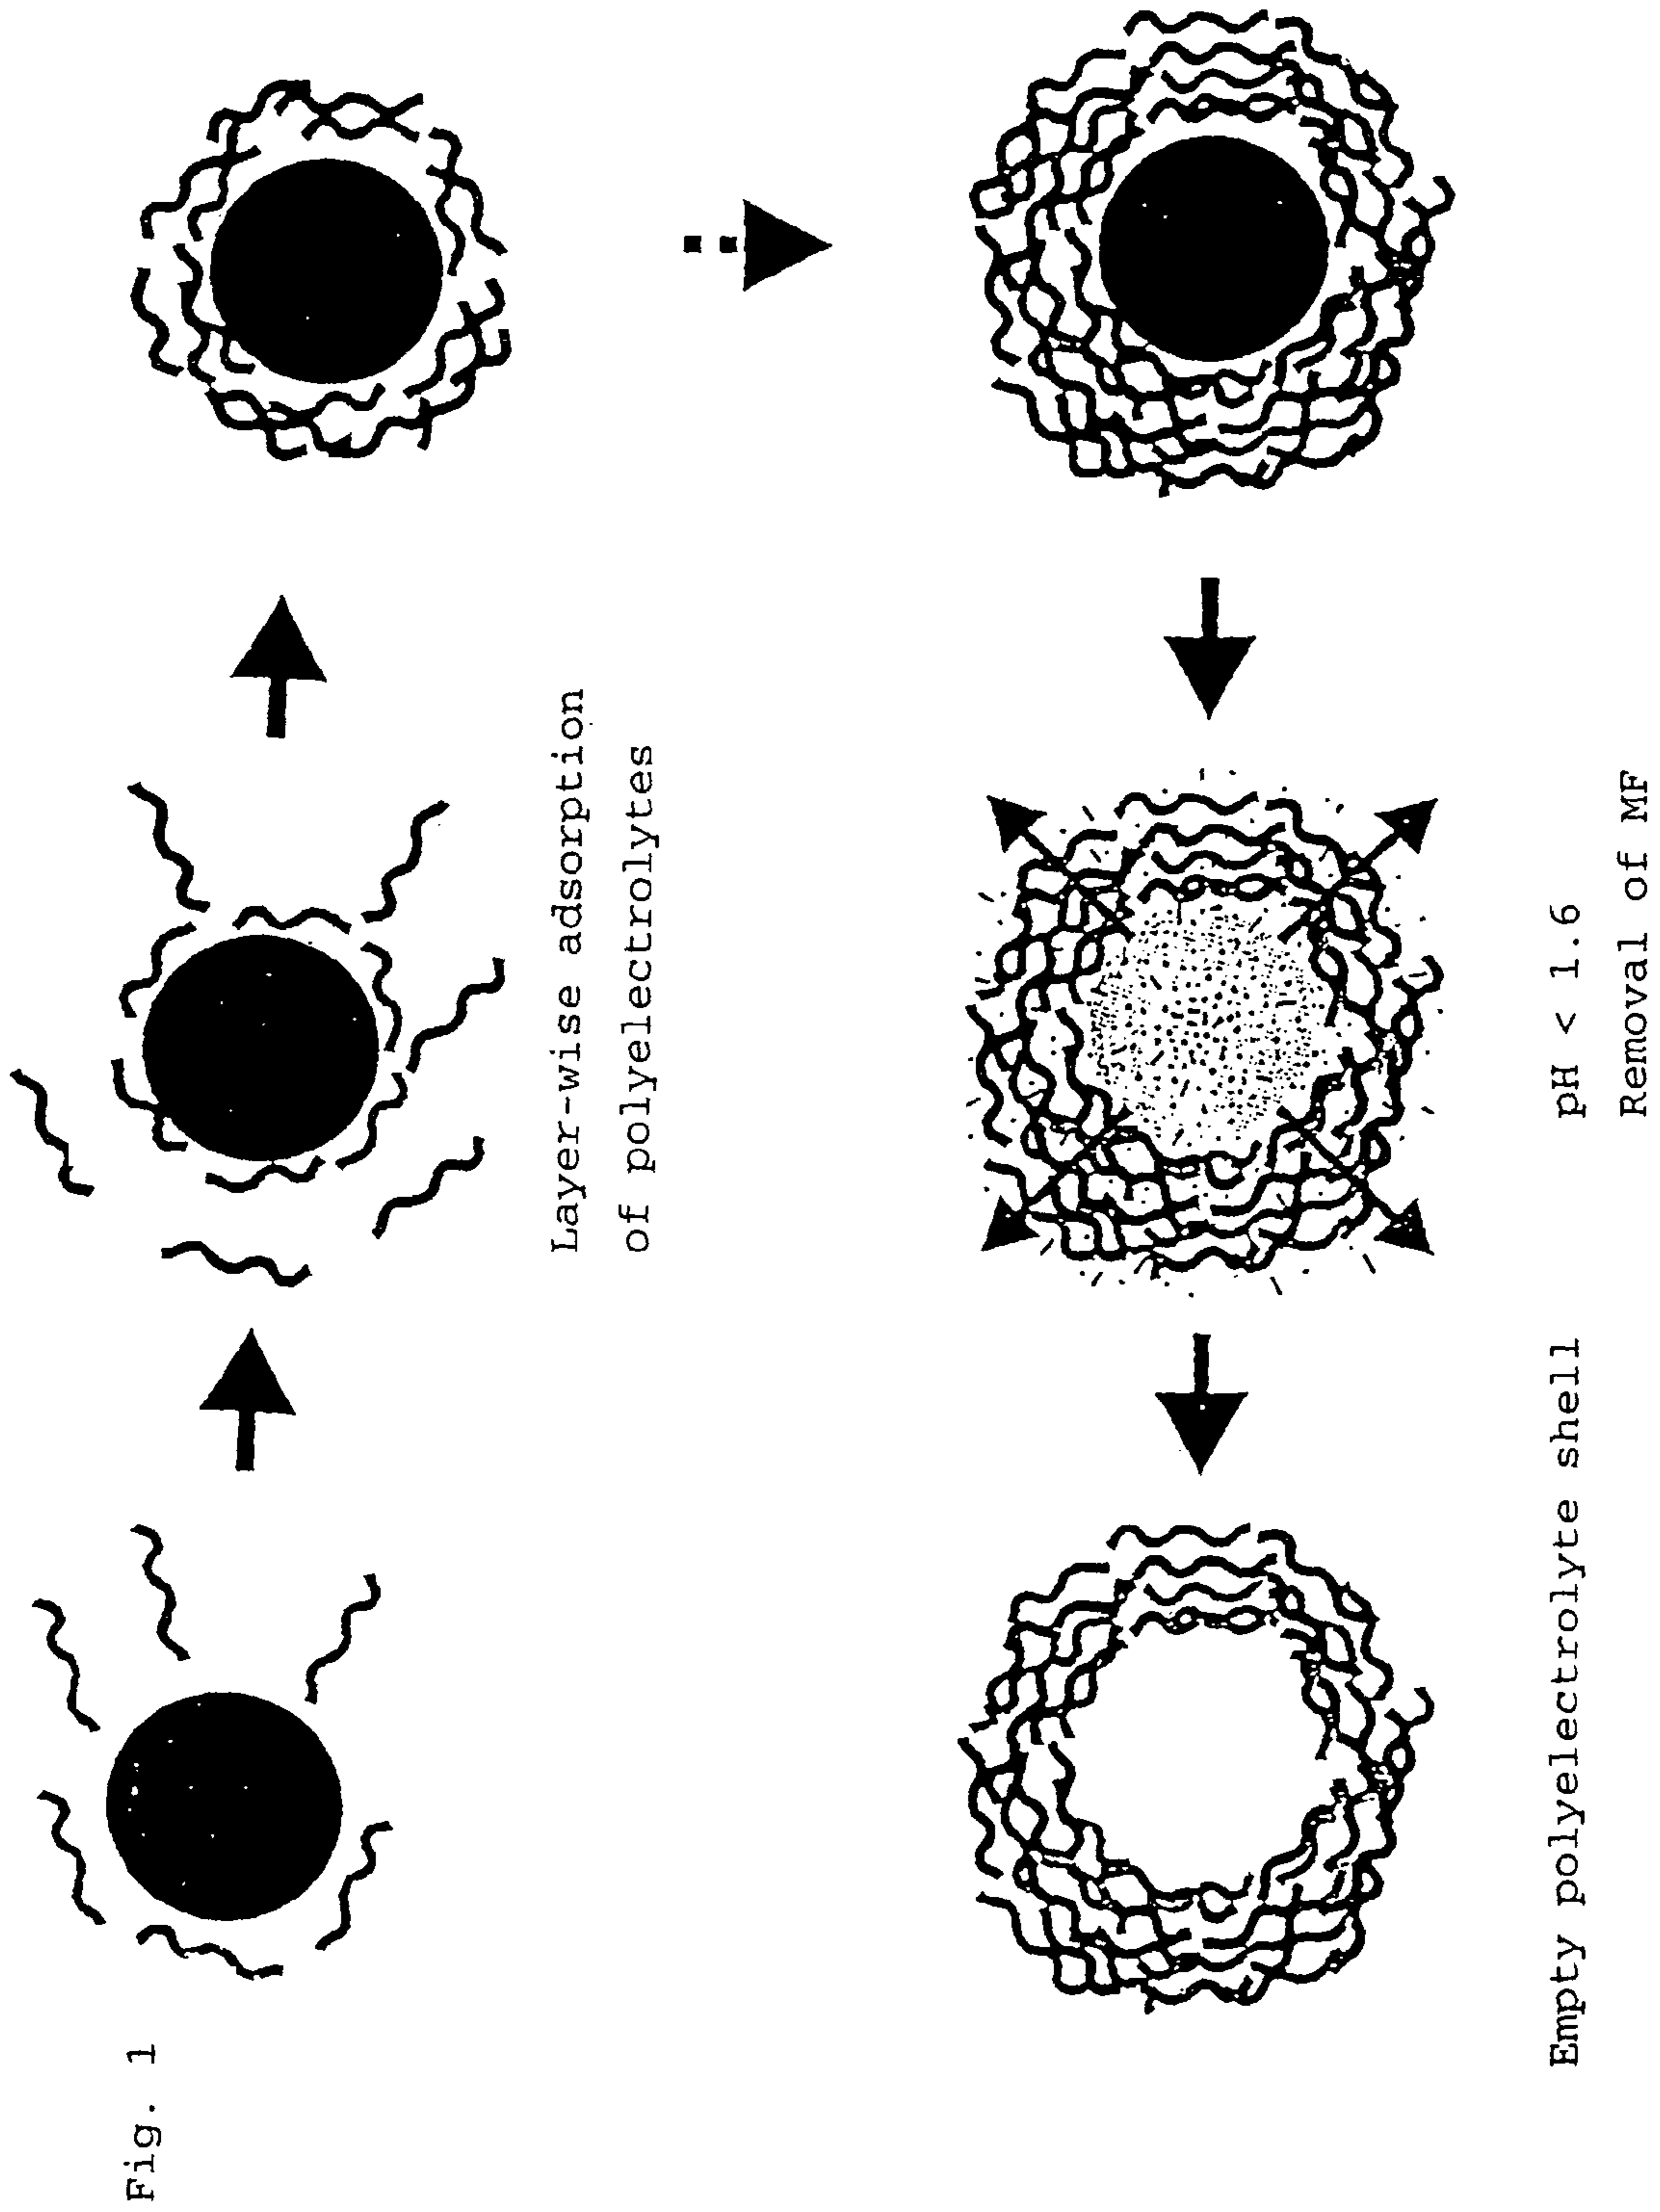 Fig. 1
Layer-wise adsorption
of polyelectrolytes
Empty polyelectrolyte shell
pH < 1.6
Removal of MF